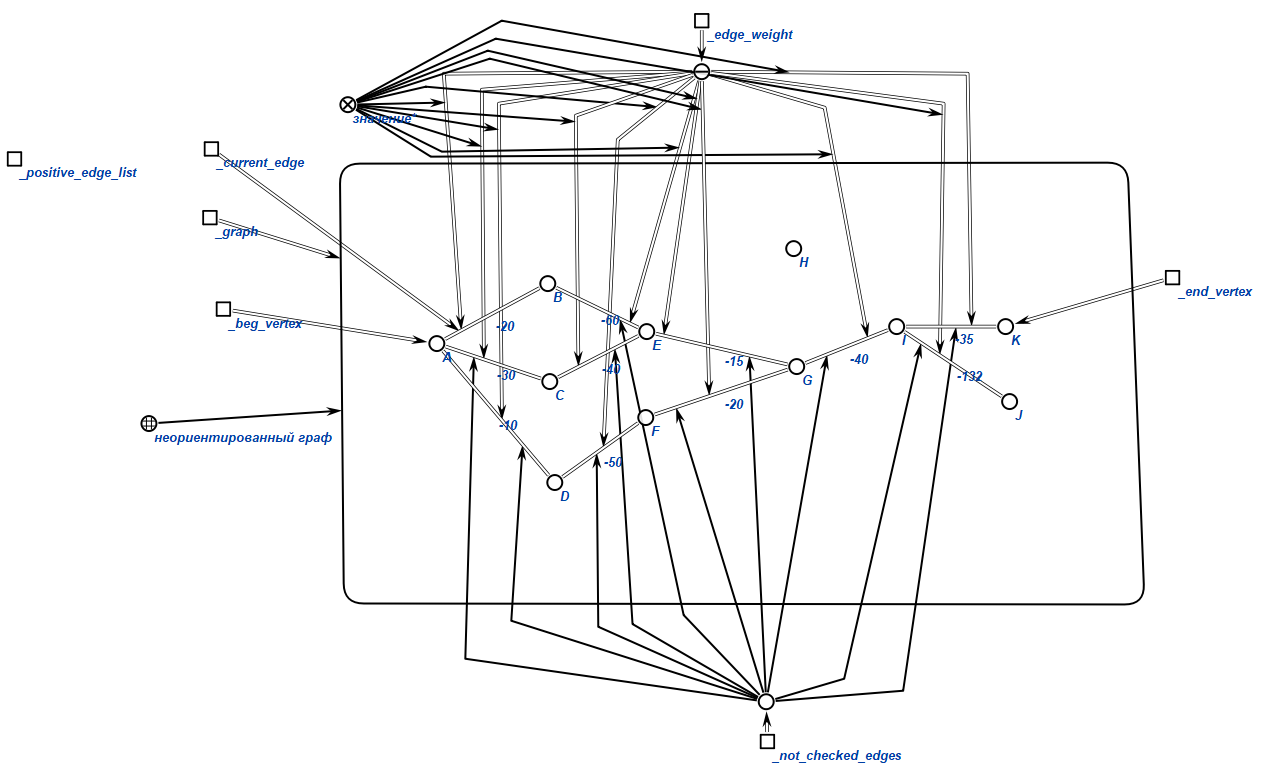 _edge_weight
значение*
_current_edge
_positive_edge_list
_graph
H
_end_vertex
B
_beg_vertex
-20
-60
E
I
-35
K
A
-30
-40
-15
-40
-132
C
G
-10
-20
J
F
неориентированный граф
-50
D
_not_checked_edges